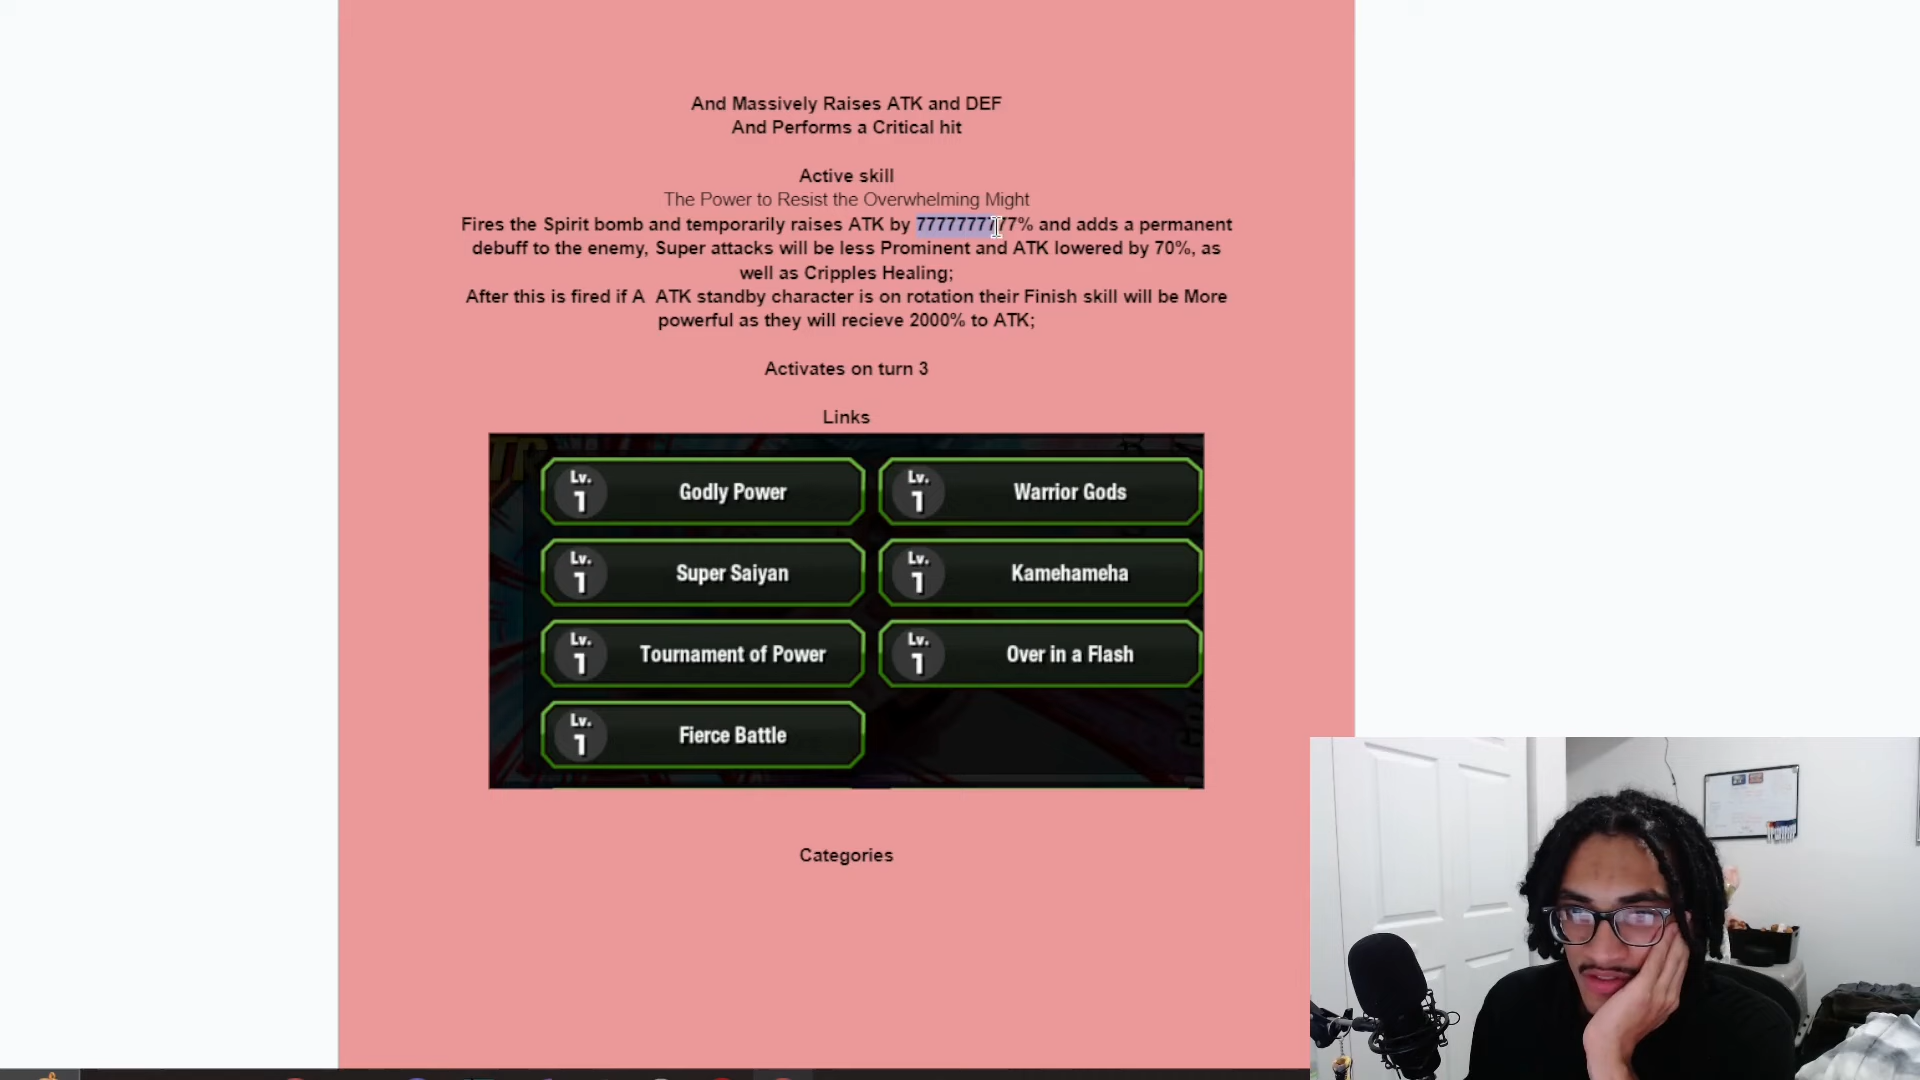 And Massively Raises ATK and DEF
And Performs a Critical hit
Active skill
The Power to Resist the Overwhelming Might
Fires the Spirit bomb and temporarily raises ATK by 7777777777% and adds a permanent
debuff to the enemy, Super attacks will be less Prominent and ATK lowered by 70%, as
well as Cripples Healing;
After this is fired if A ATK standby character is on rotation their Finish skill will be More
powerful as they will recieve 2000% to ATK;
Activates on turn 3
Links
Lv. 1 Godly Power
Lv. 1 Warrior Gods
Lv. 1 Super Saiyan
Lv. 1 Kamehameha
Lv. 1 Tournament of Power
Lv. 1 Over in a Flash
Lv. 1 Fierce Battle
Categories